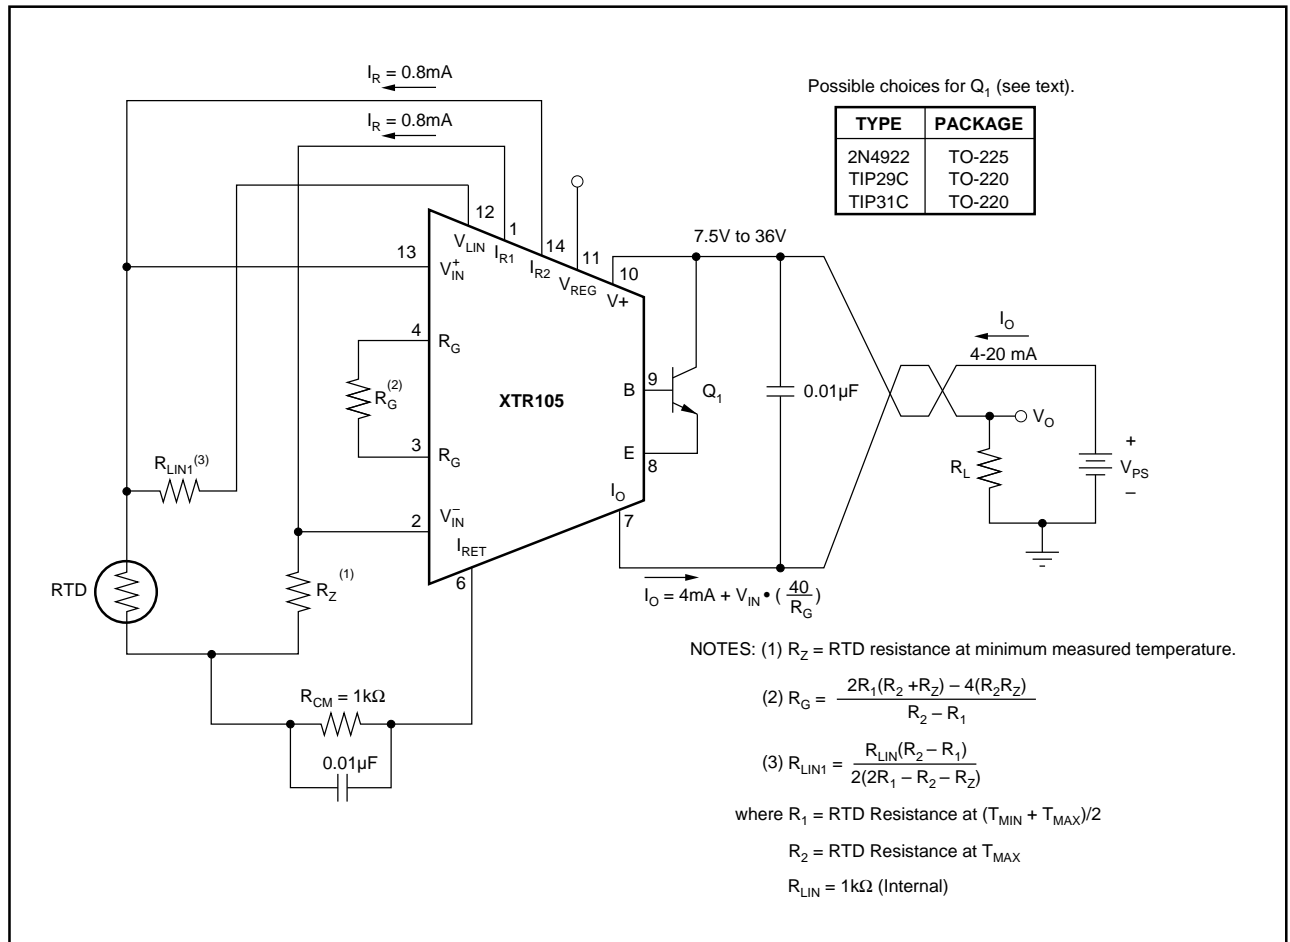 I_R = 0.8mA
I_R = 0.8mA
Possible choices for Q_1 (see text).
TYPE PACKAGE
2N4922 TO-225
TIP29C TO-220
TIP31C TO-220
12
V_LIN
1
I_R1
14
I_R2
11
V_REG
10
V+
7.5V to 36V
13
V_IN^+
4
R_G
R_G^(2)
3
R_G
XTR105
B
9
Q_1
E
8
0.01µF
I_O
4-20 mA
V_O
R_L
+
V_PS
–
R_LIN1^(3)
2
V_IN^–
I_RET
6
I_O
7
RTD
R_Z^(1)
I_O = 4mA + V_IN • (40/R_G)
R_CM = 1kΩ
0.01µF
NOTES: (1) R_Z = RTD resistance at minimum measured temperature.
(2) R_G = 2R_1(R_2 +R_Z) – 4(R_2R_Z) / R_2 – R_1
(3) R_LIN1 = R_LIN(R_2 – R_1) / 2(2R_1 – R_2 – R_Z)
where R_1 = RTD Resistance at (T_MIN + T_MAX)/2
R_2 = RTD Resistance at T_MAX
R_LIN = 1kΩ (Internal)